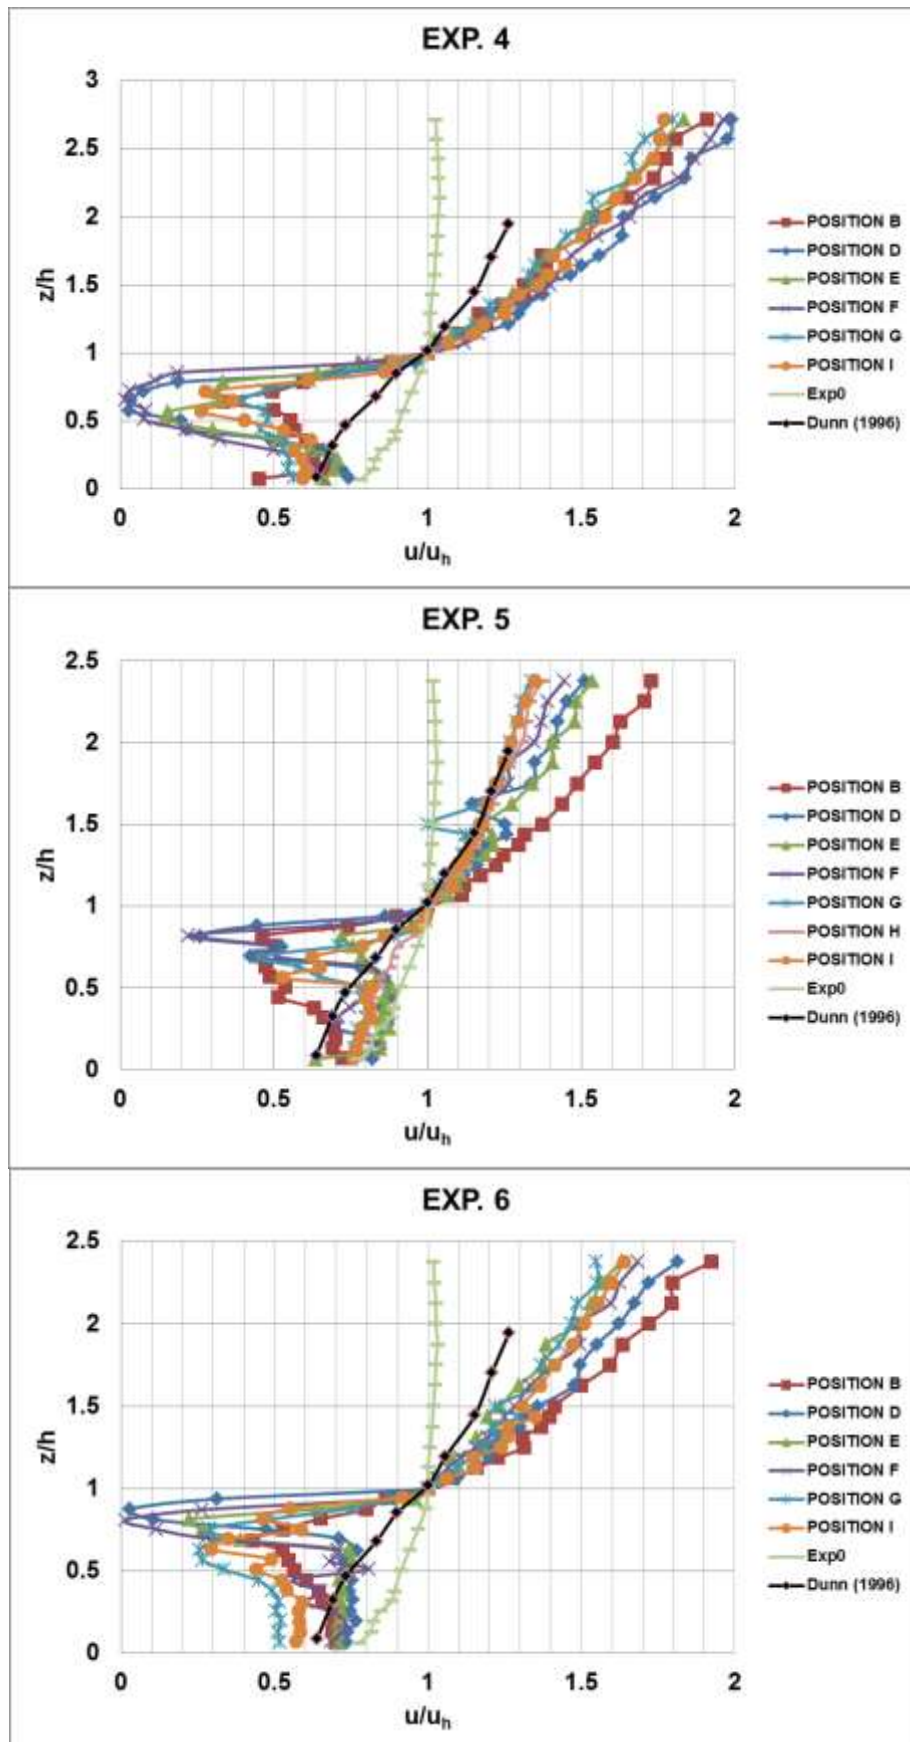 EXP. 4
3
2.5
2
1.5
1
0.5
0
z/h
0 0.5 1 1.5 2
u/uh
POSITION B
POSITION D
POSITION E
POSITION F
POSITION G
POSITION I
Exp0
Dunn (1996)
EXP. 5
2.5
2
1.5
1
0.5
0
z/h
0 0.5 1 1.5 2
u/uh
POSITION B
POSITION D
POSITION E
POSITION F
POSITION G
POSITION H
POSITION I
Exp0
Dunn (1996)
EXP. 6
2.5
2
1.5
1
0.5
0
z/h
0 0.5 1 1.5 2
u/uh
POSITION B
POSITION D
POSITION E
POSITION F
POSITION G
POSITION I
Exp0
Dunn (1996)